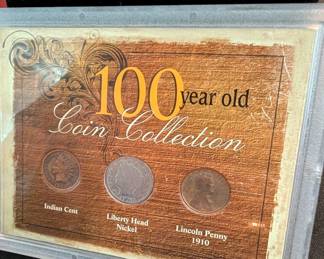 100 year old
Coin Collection
Indian Cent
Liberty Head
Nickel
Lincoln Penny
1910